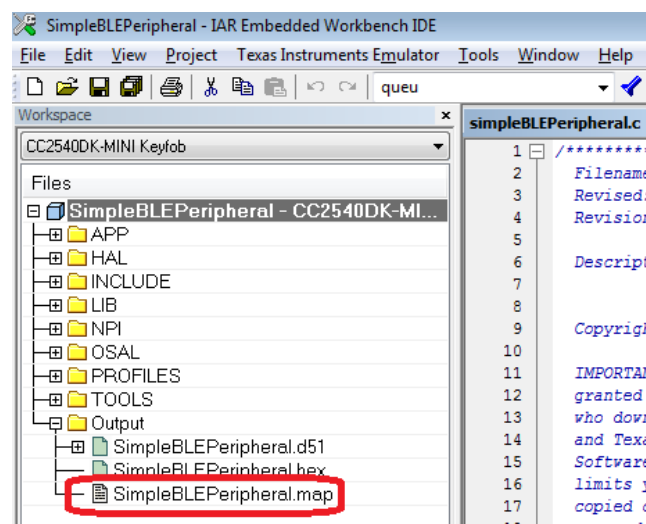 SimpleBLEPeripheral - IAR Embedded Workbench IDE
File Edit View Project Texas Instruments Emulator Tools Window Help
queu
Workspace
CC2540DK-MINI Keyfob
Files
SimpleBLEPeripheral - CC2540DK-MI...
APP
HAL
INCLUDE
LIB
NPI
OSAL
PROFILES
TOOLS
Output
SimpleBLEPeripheral.d51
SimpleBLEPeripheral.hex
SimpleBLEPeripheral.map
simpleBLEPeripheral.c
1 /*********
2 Filename
3 Revised:
4 Revision
5
6 Descript
7
8
9 Copyrigh
10
11 IMPORTAN
12 granted
13 who down
14 and Texa
15 Software
16 limits y
17 copied o